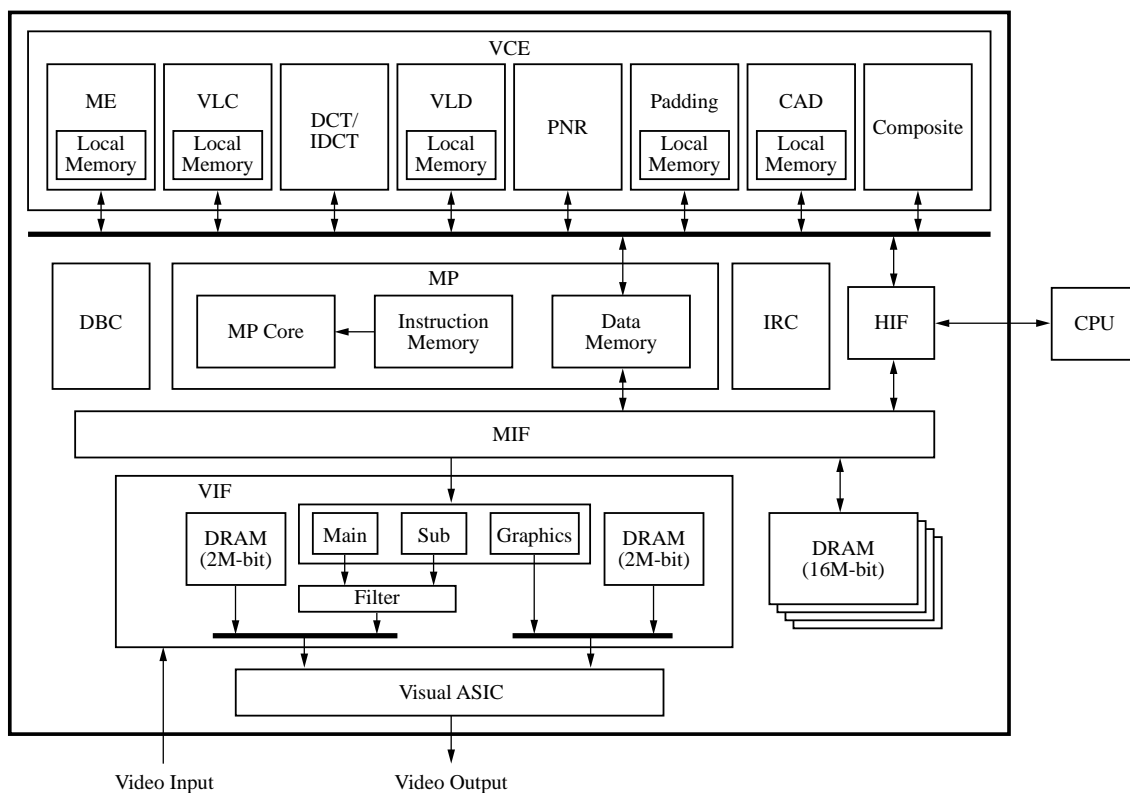 VCE
ME
Local
Memory
VLC
Local
Memory
DCT/
IDCT
VLD
Local
Memory
PNR
Padding
Local
Memory
CAD
Local
Memory
Composite
DBC
MP
MP Core
Instruction
Memory
Data
Memory
IRC
HIF
CPU
MIF
VIF
DRAM
(2M-bit)
Main
Sub
Graphics
DRAM
(2M-bit)
Filter
DRAM
(16M-bit)
Visual ASIC
Video Input
Video Output